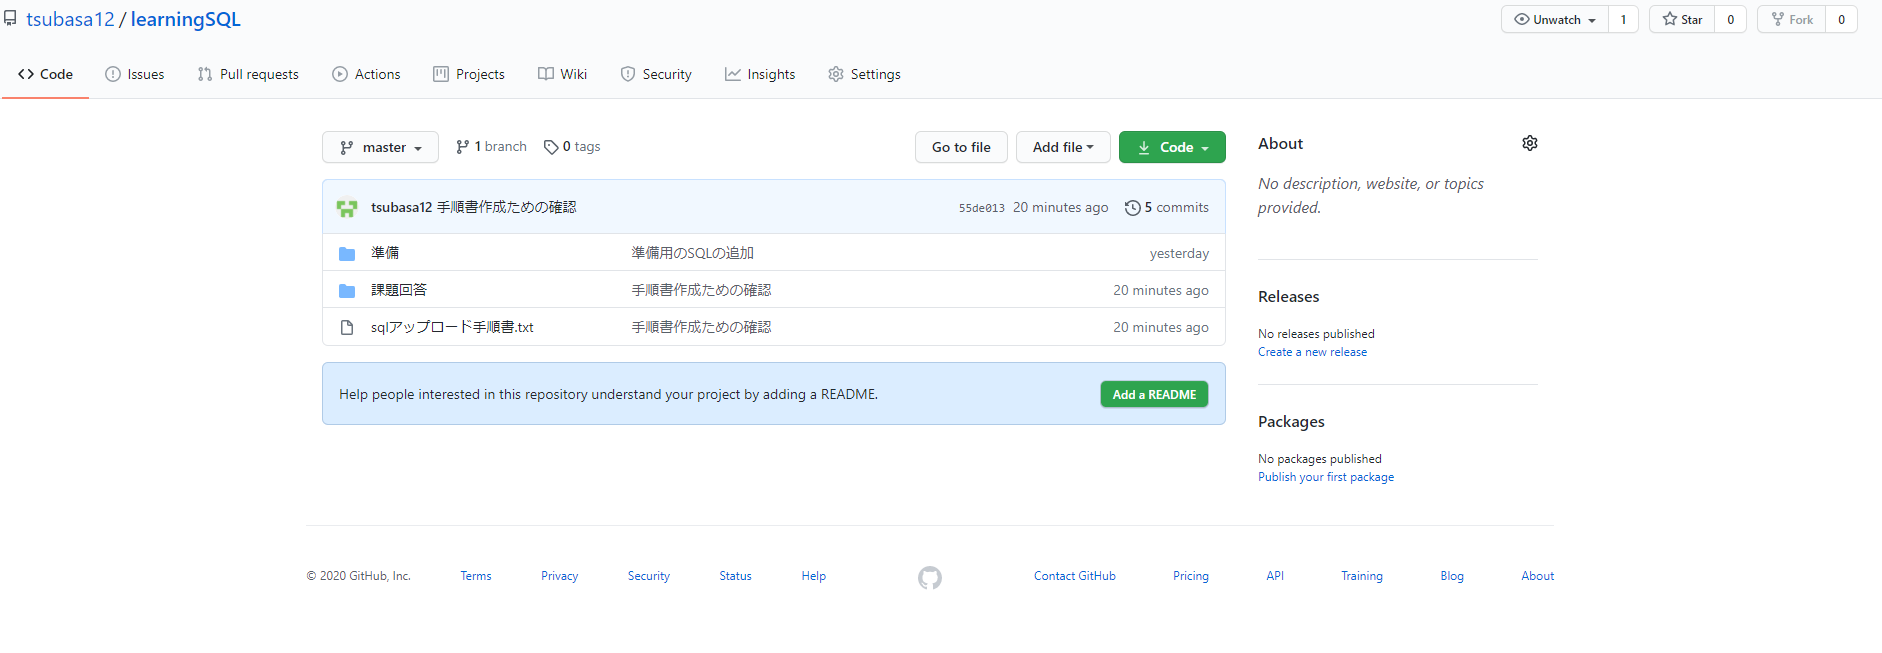 tsubasa12 / learningSQL
Unwatch 1 Star 0 Fork 0
Code Issues Pull requests Actions Projects Wiki Security Insights Settings
master 1 branch 0 tags Go to file Add file Code
tsubasa12 手順書作成ための確認 55de013 20 minutes ago 5 commits
準備 準備用のSQLの追加 yesterday
課題回答 手順書作成ための確認 20 minutes ago
sqlアップロード手順書.txt 手順書作成ための確認 20 minutes ago
Help people interested in this repository understand your project by adding a README. Add a README
About
No description, website, or topics
provided.
Releases
No releases published
Create a new release
Packages
No packages published
Publish your first package
© 2020 GitHub, Inc. Terms Privacy Security Status Help Contact GitHub Pricing API Training Blog About